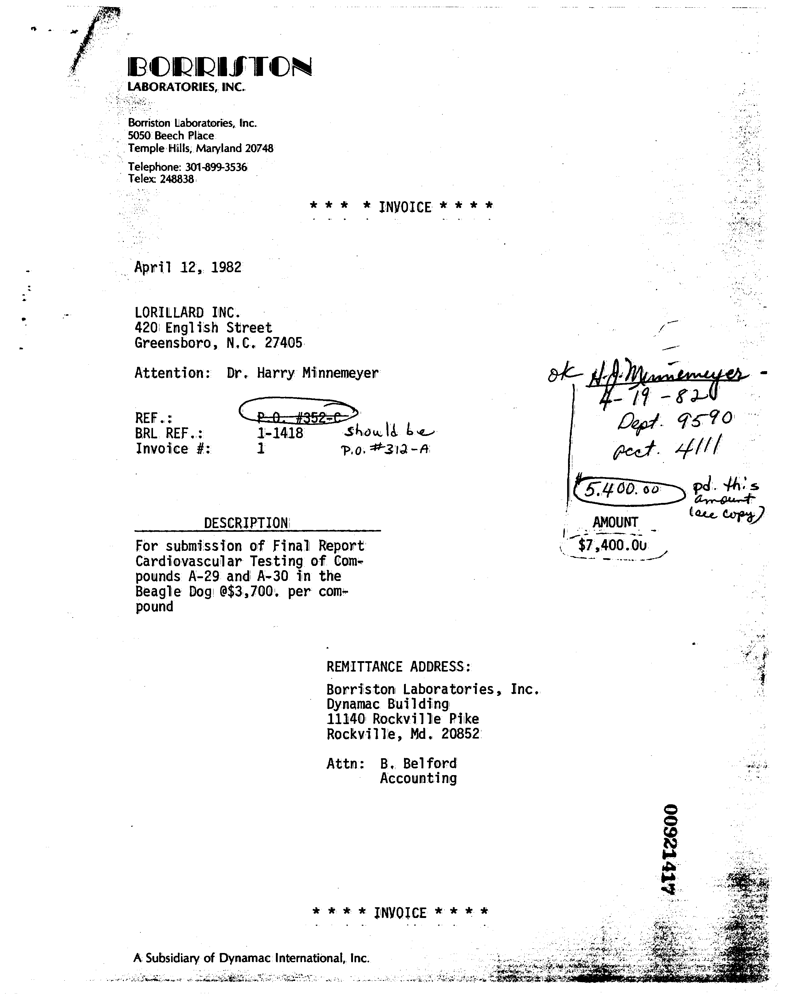 BORRISTON
LABORATORIES, INC.
Borriston Laboratories, Inc.
5050 Beech Place
Temple Hills, Maryland 20748
Telephone: 301-899-3536
Telex: 248838
* * * * INVOICE * * * *
April 12, 1982
LORILLARD INC.
420 English Street
Greensboro, N.C. 27405
Attention: Dr. Harry Minnemeyer
ok H.J. Minnemeyer
4-19-82
Dept. 9590
acct. 4111
REF.: P.O. #352-C
BRL REF.: 1-1418 should be
Invoice #: 1 P.O. #312-A
$5,400.00 pd. this
amount
(see copy)
DESCRIPTION AMOUNT
For submission of Final Report $7,400.00
Cardiovascular Testing of Com-
pounds A-29 and A-30 in the
Beagle Dog @$3,700. per com-
pound
REMITTANCE ADDRESS:
Borriston Laboratories, Inc.
Dynamac Building
11140 Rockville Pike
Rockville, Md. 20852
Attn: B. Belford
Accounting
00921417
* * * * INVOICE * * * *
A Subsidiary of Dynamac International, Inc.